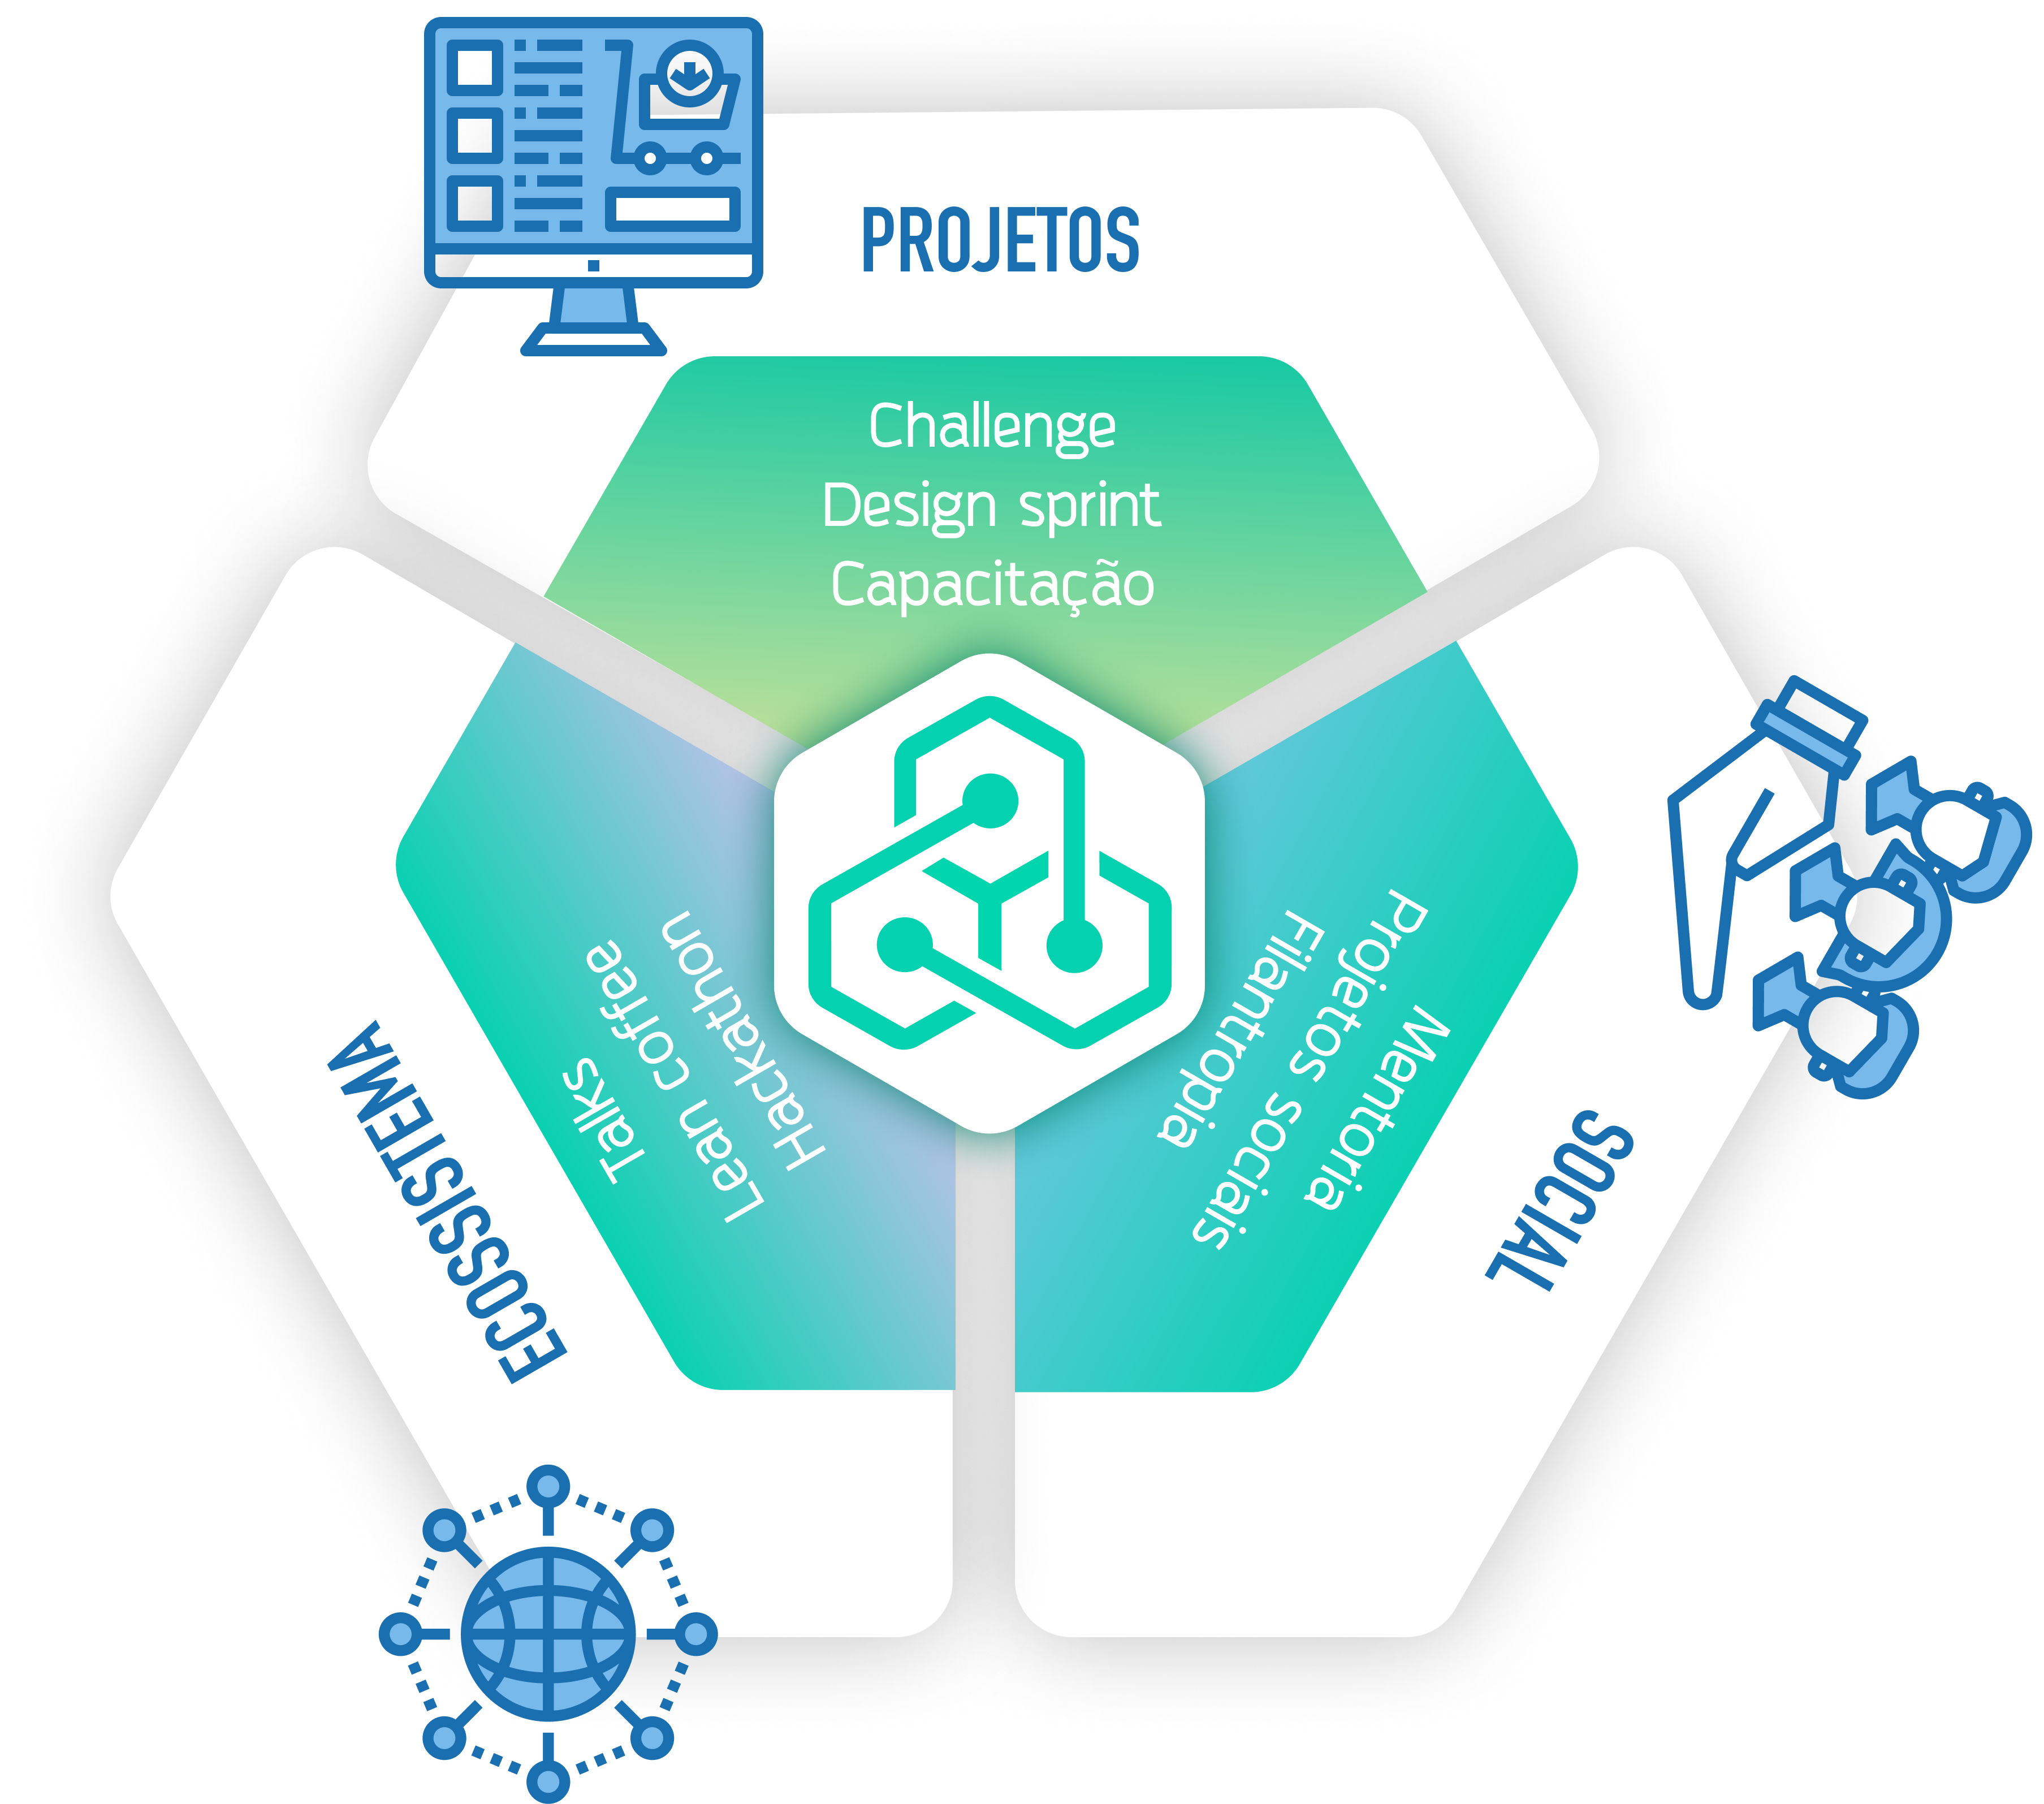 PROJETOS
Challenge
Design sprint
Capacitação
SOCIAL
Mentoria
Projetos sociais
Filantropia
ECOSSISTEMA
Talks
Lean coffee
Hackathon